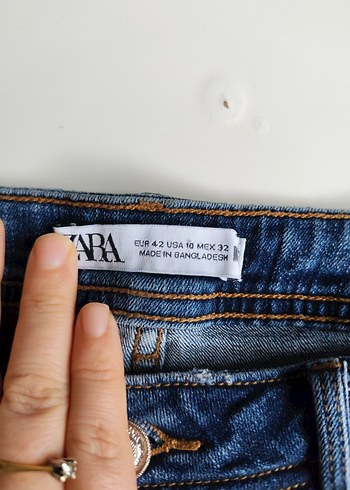 ZARA
EUR 42 USA 10 MEX 32
MADE IN BANGLADESH